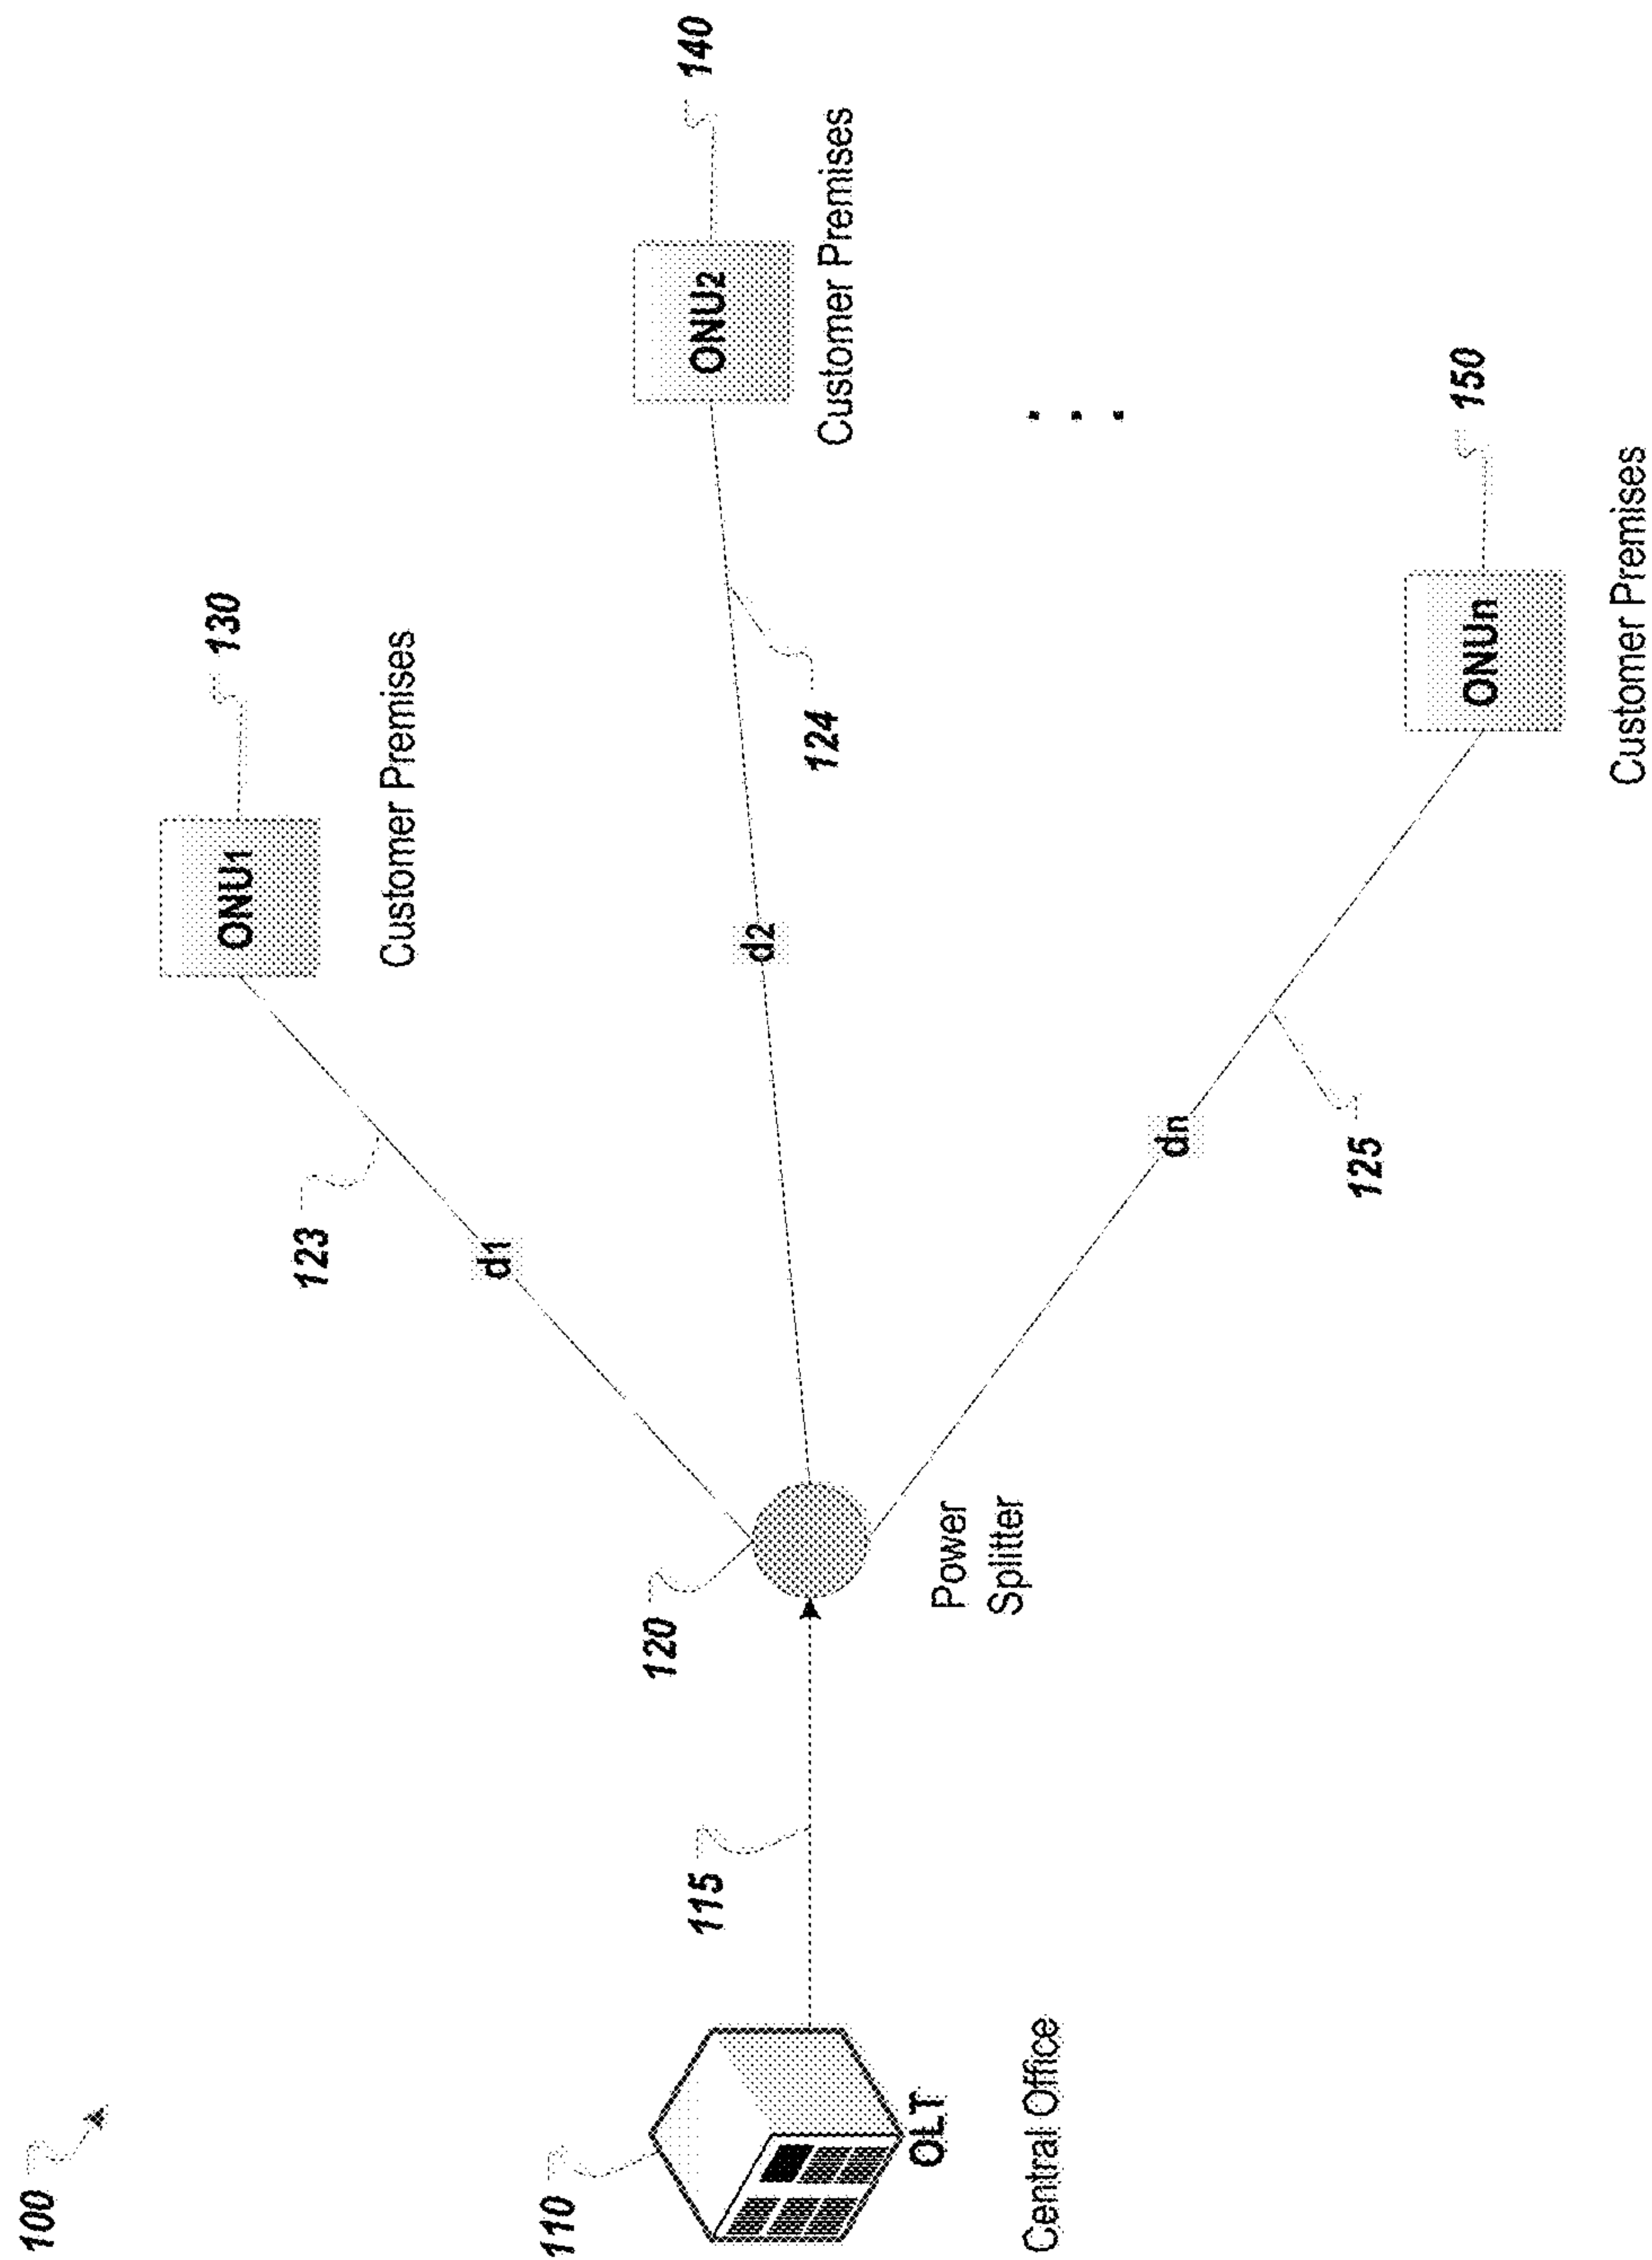 100
ONU1
130
Customer Premises
123
d1
110
OLT
Central Office
115
120
Power
Splitter
d2
124
ONU2
140
Customer Premises
dn
125
ONUn
150
Customer Premises